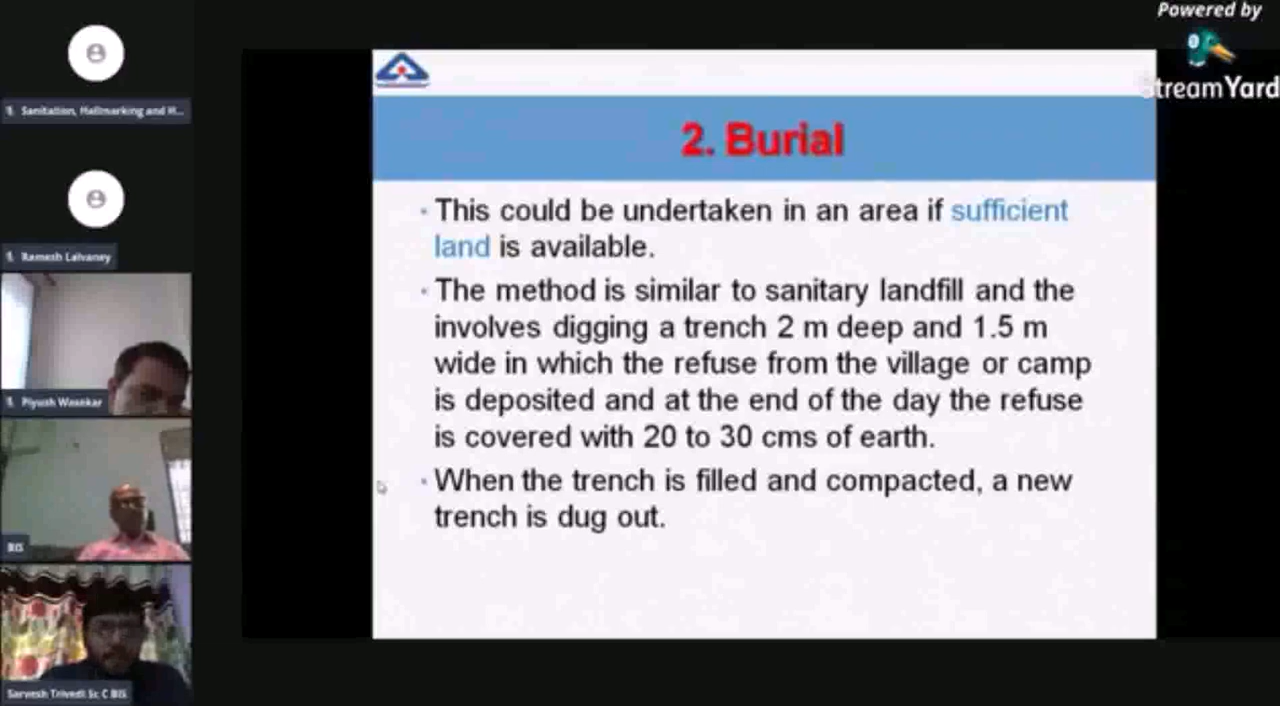 Powered by
StreamYard
Sanitation, Hallmarking and H...
Ramesh Lalvaney
Piyush Wasekar
BIS
Sarvesh Trivedi Sc C BIS
2. Burial
This could be undertaken in an area if sufficient
land is available.
The method is similar to sanitary landfill and the
involves digging a trench 2 m deep and 1.5 m
wide in which the refuse from the village or camp
is deposited and at the end of the day the refuse
is covered with 20 to 30 cms of earth.
When the trench is filled and compacted, a new
trench is dug out.